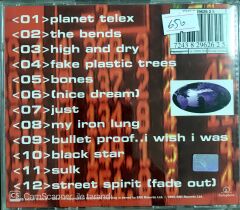 650
<01>planet telex
<02>the bends
<03>high and dry
<04>fake plastic trees
<05>bones
<06>(nice dream)
<07>just
<08>my iron lung
<09>bullet proof..i wish i was
<10>black star
<11>sulk
<12>street spirit (fade out)
CS CamScanner